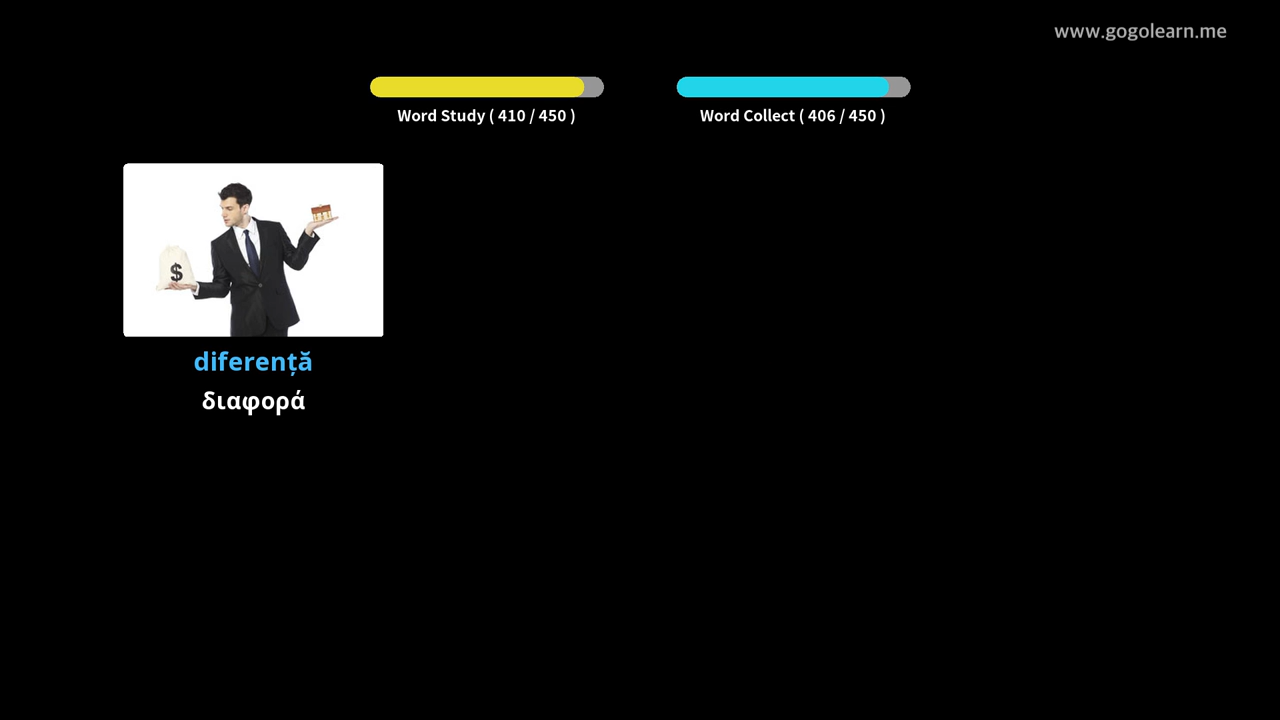 www.gogolearn.me
Word Study ( 410 / 450 )
Word Collect ( 406 / 450 )
$
diferență
διαφορά